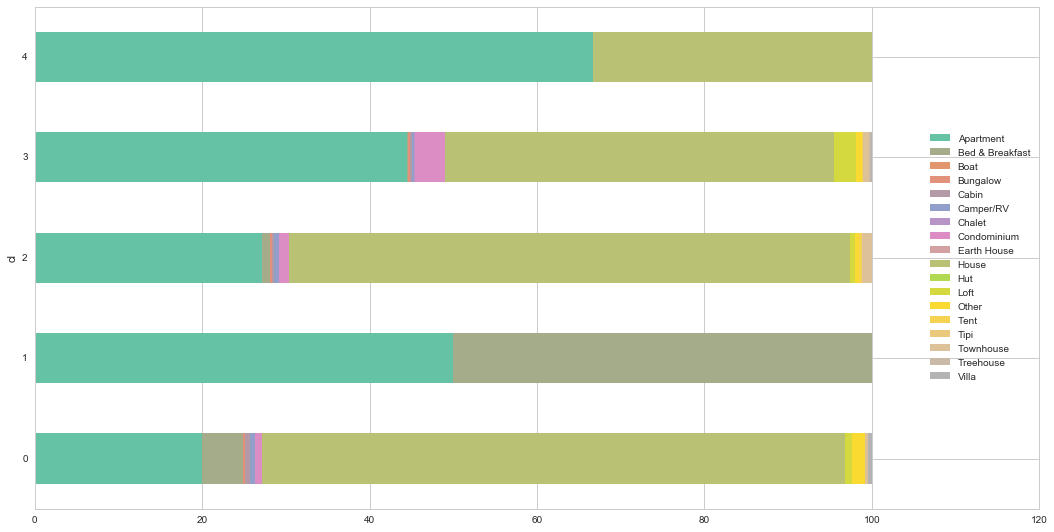 4
3
2
1
0
d
0
20
40
60
80
100
120
Apartment
Bed & Breakfast
Boat
Bungalow
Cabin
Camper/RV
Chalet
Condominium
Earth House
House
Hut
Loft
Other
Tent
Tipi
Townhouse
Treehouse
Villa